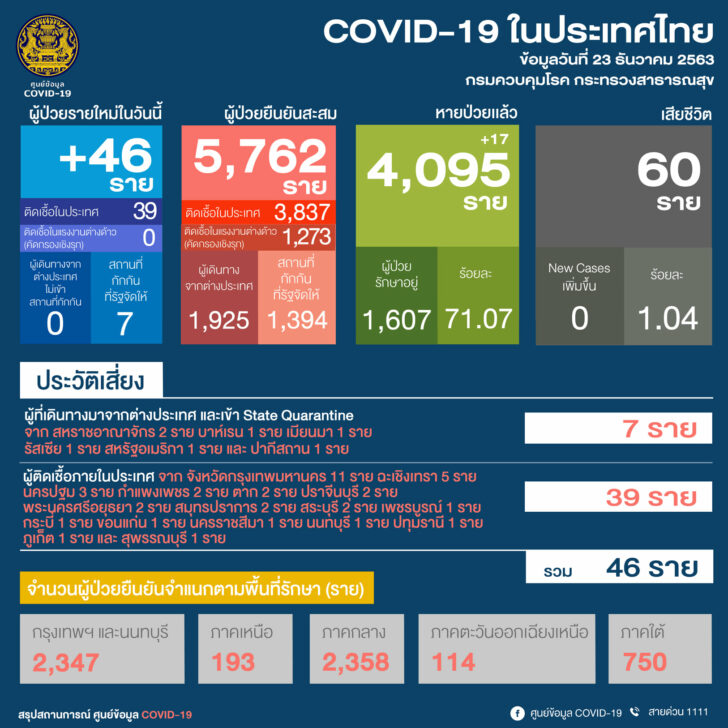 COVID-19 ในประเทศไทย
ข้อมูลวันที่ 23 ธันวาคม 2563
กรมควบคุมโรค กระทรวงสาธารณสุข
ศูนย์ข้อมูล
COVID-19
ผู้ป่วยรายใหม่ในวันนี้
+46
ราย
ติดเชื้อในประเทศ 39
ติดเชื้อในแรงงานต่างด้าว
(คัดกรองเชิงรุก) 0
ผู้เดินทางจาก
ต่างประเทศ
ไม่เข้า
สถานที่กักกัน
0
สถานที่
กักกัน
ที่รัฐจัดให้
7
ผู้ป่วยยืนยันสะสม
5,762
ราย
ติดเชื้อในประเทศ 3,837
ติดเชื้อในแรงงานต่างด้าว
(คัดกรองเชิงรุก) 1,273
ผู้เดินทาง
จากต่างประเทศ
1,925
สถานที่
กักกัน
ที่รัฐจัดให้
1,394
หายป่วยแล้ว
+17
4,095
ราย
ผู้ป่วย
รักษาอยู่
1,607
ร้อยละ
71.07
เสียชีวิต
60
ราย
New Cases
เพิ่มขึ้น
0
ร้อยละ
1.04
ประวัติเสี่ยง
ผู้ที่เดินทางมาจากต่างประเทศ และเข้า State Quarantine
จาก สหราชอาณาจักร 2 ราย บาห์เรน 1 ราย เมียนมา 1 ราย
รัสเซีย 1 ราย สหรัฐอเมริกา 1 ราย และ ปากีสถาน 1 ราย
7 ราย
ผู้ติดเชื้อภายในประเทศ จาก จังหวัดกรุงเทพมหานคร 11 ราย ฉะเชิงเทรา 5 ราย
นครปฐม 3 ราย กำแพงเพชร 2 ราย ตาก 2 ราย ปราจีนบุรี 2 ราย
พระนครศรีอยุธยา 2 ราย สมุทรปราการ 2 ราย สระบุรี 2 ราย เพชรบูรณ์ 1 ราย
กระบี่ 1 ราย ขอนแก่น 1 ราย นครราชสีมา 1 ราย นนทบุรี 1 ราย ปทุมธานี 1 ราย
ภูเก็ต 1 ราย และ สุพรรณบุรี 1 ราย
39 ราย
รวม 46 ราย
จำนวนผู้ป่วยยืนยันจำแนกตามพื้นที่รักษา (ราย)
กรุงเทพฯ และนนทบุรี
2,347
ภาคเหนือ
193
ภาคกลาง
2,358
ภาคตะวันออกเฉียงเหนือ
114
ภาคใต้
750
สรุปสถานการณ์ ศูนย์ข้อมูล COVID-19
ศูนย์ข้อมูล COVID-19 สายด่วน 1111